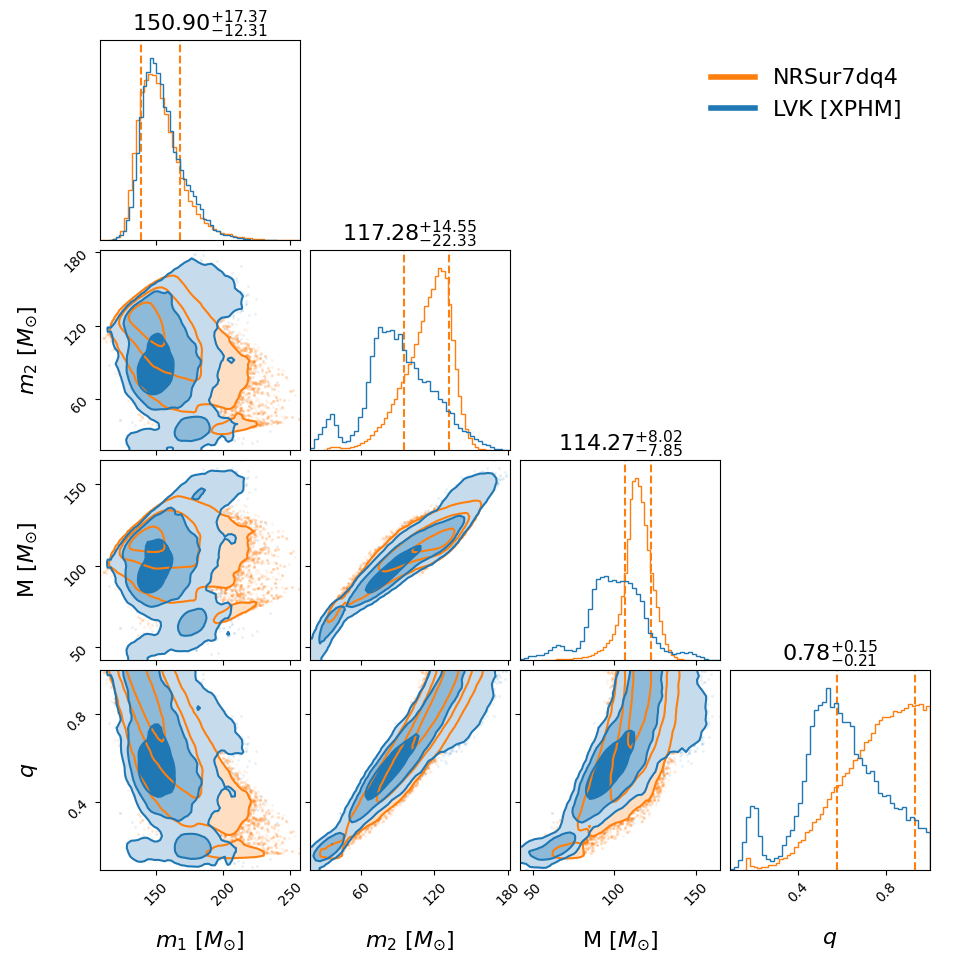 150.90+17.37−12.31
NRSur7dq4
LVK [XPHM]
117.28+14.55−22.33
180
120
60
m₂ [M⊙]
114.27+8.02−7.85
150
100
50
M [M⊙]
0.78+0.15−0.21
0.8
0.4
q
150 200 250
60 120 180
50 100 150
0.4 0.8
m₁ [M⊙] m₂ [M⊙] M [M⊙] q